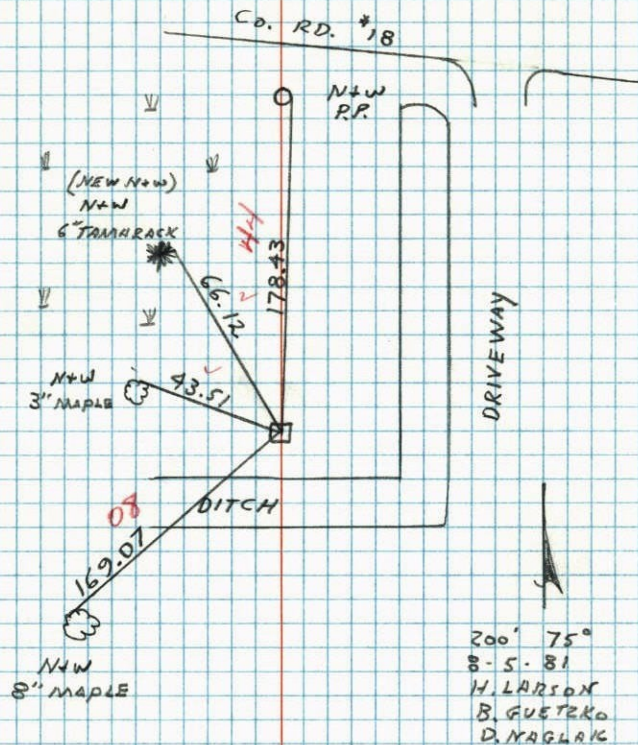 CO. RD. #18
N+W
P.P.
(NEW N+W)
N+W
6" TAMARACK
44
178.43
66.12
N+W
3" MAPLE
43.51
DRIVEWAY
DITCH
08
169.07
N+W
8" MAPLE
200' 75°
8-5-81
H. LARSON
B. GUETZKO
D. NAGLAK